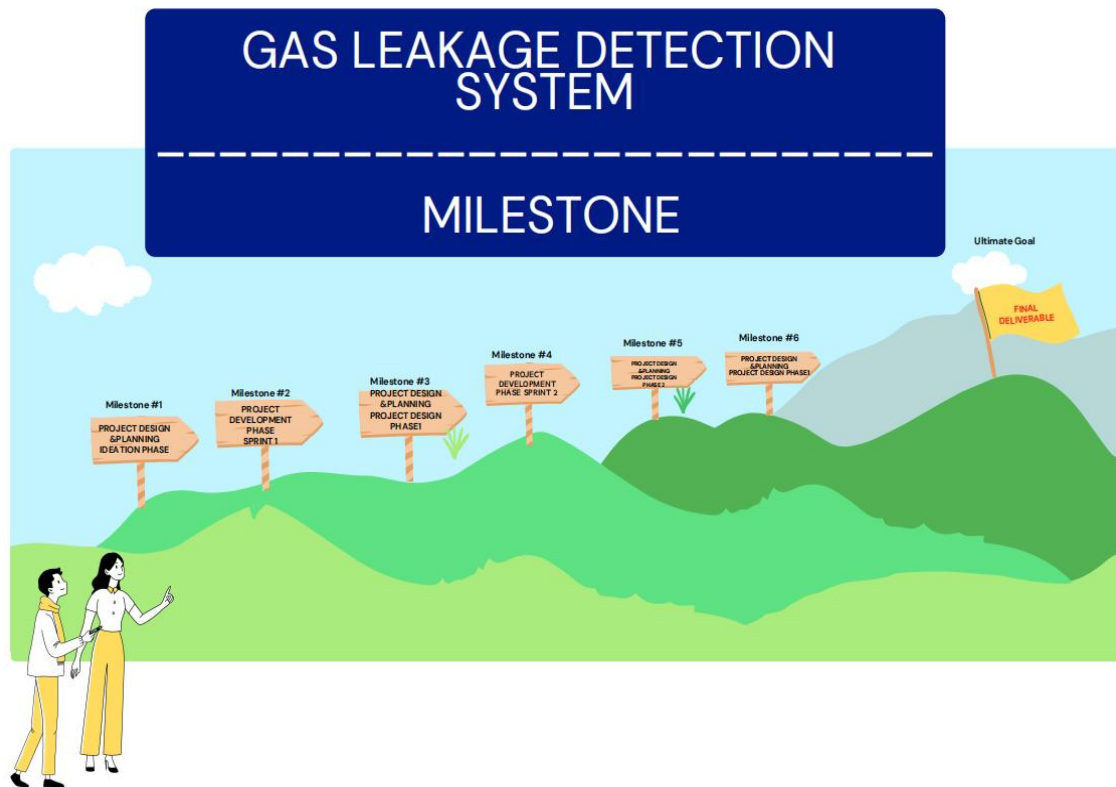 GAS LEAKAGE DETECTION
SYSTEM
MILESTONE
Ultimate Goal
FINAL
DELIVERABLE
Milestone #1
PROJECT DESIGN
&PLANNING
IDEATION PHASE
Milestone #2
PROJECT
DEVELOPMENT
PHASE
SPRINT 1
Milestone #3
PROJECT DESIGN
&PLANNING
PROJECT DESIGN
PHASE1
Milestone #4
PROJECT
DEVELOPMENT
PHASE SPRINT 2
Milestone #5
PROJECT DESIGN
&PLANNING
PROJECT DESIGN
PHASE2
Milestone #6
PROJECT DESIGN
&PLANNING
PROJECT DESIGN PHASE1